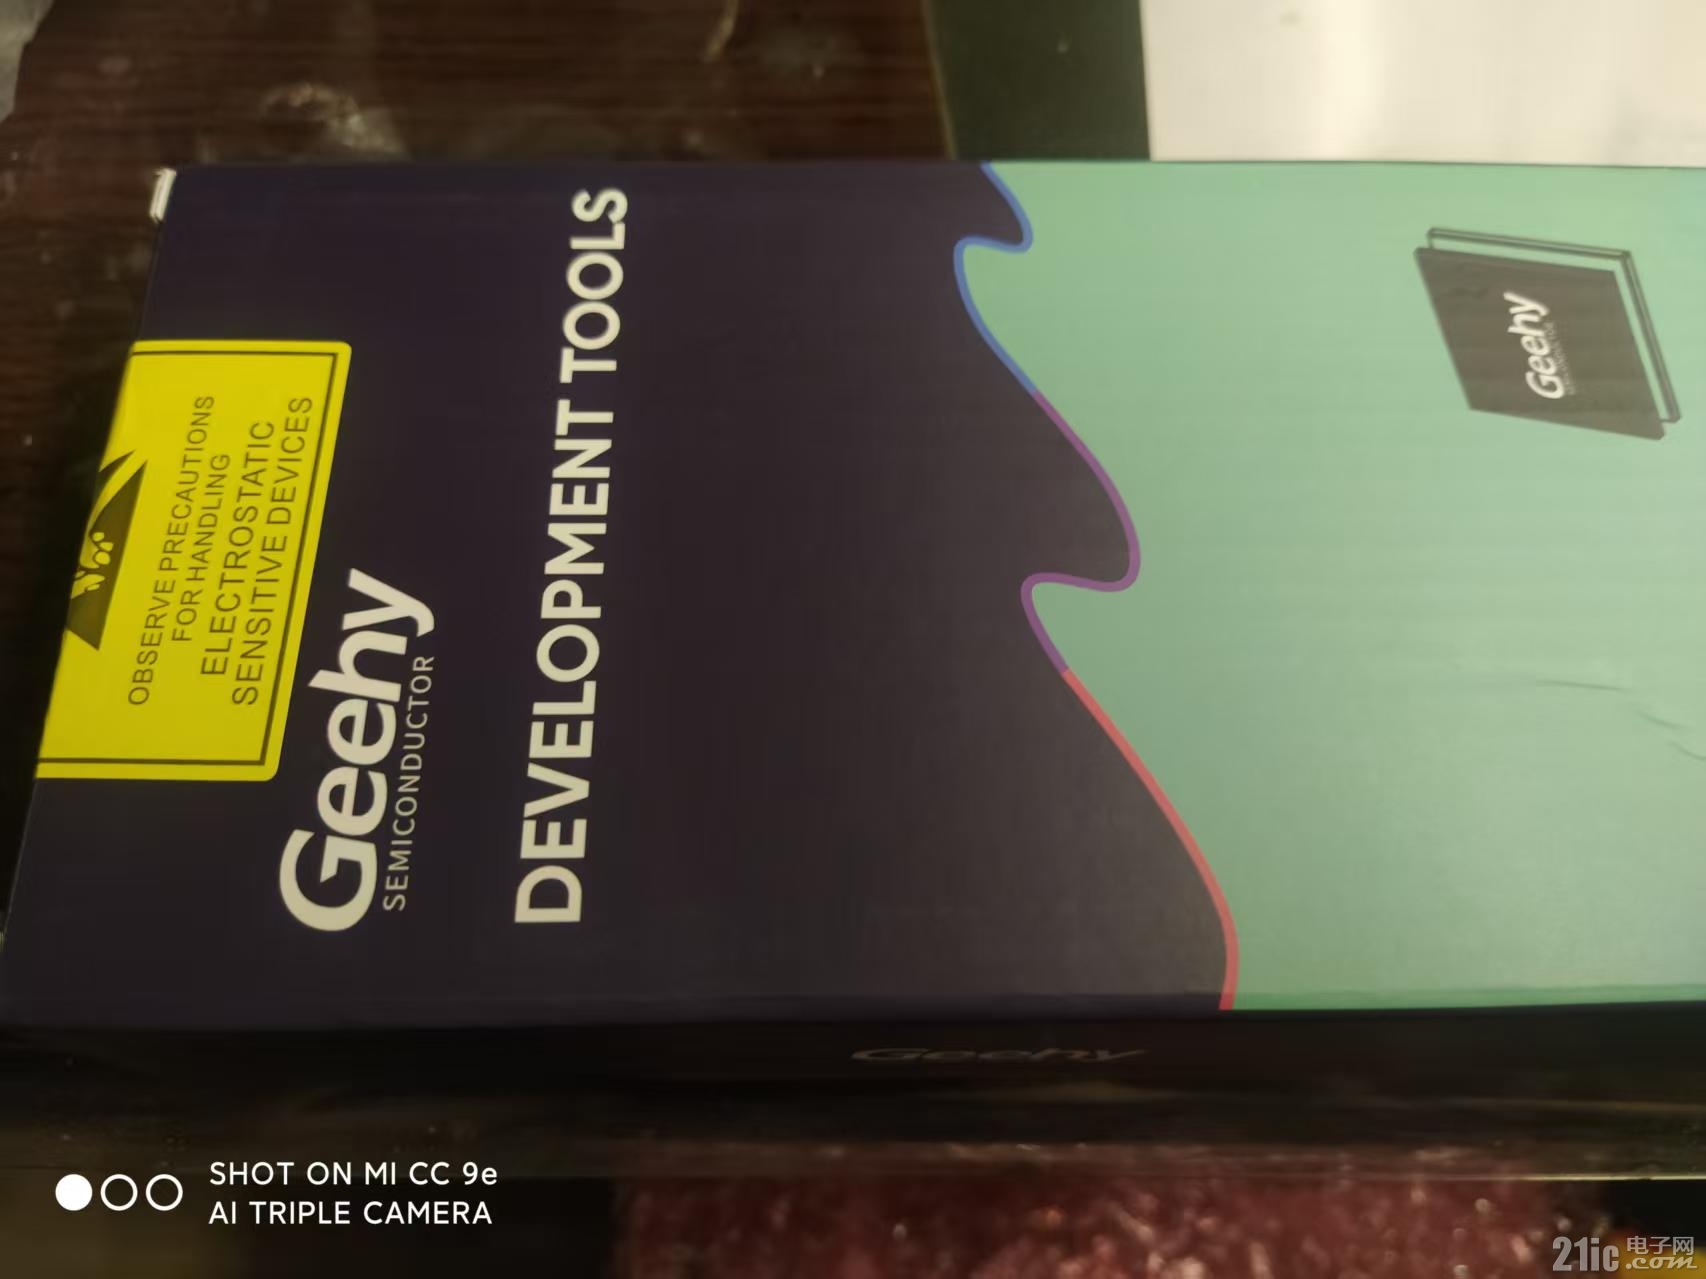 OBSERVE PRECAUTIONS
FOR HANDLING
ELECTROSTATIC
SENSITIVE DEVICES
Geehy
SEMICONDUCTOR
DEVELOPMENT TOOLS
Geehy
Geehy
SHOT ON MI CC 9e
AI TRIPLE CAMERA
21ic 电子网
.com